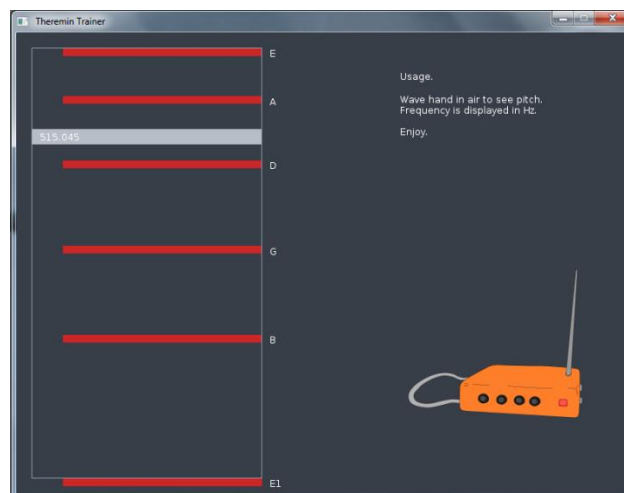 Theremin Trainer
E
Usage.
A
Wave hand in air to see pitch.
Frequency is displayed in Hz.
515.045
Enjoy.
D
G
B
E1